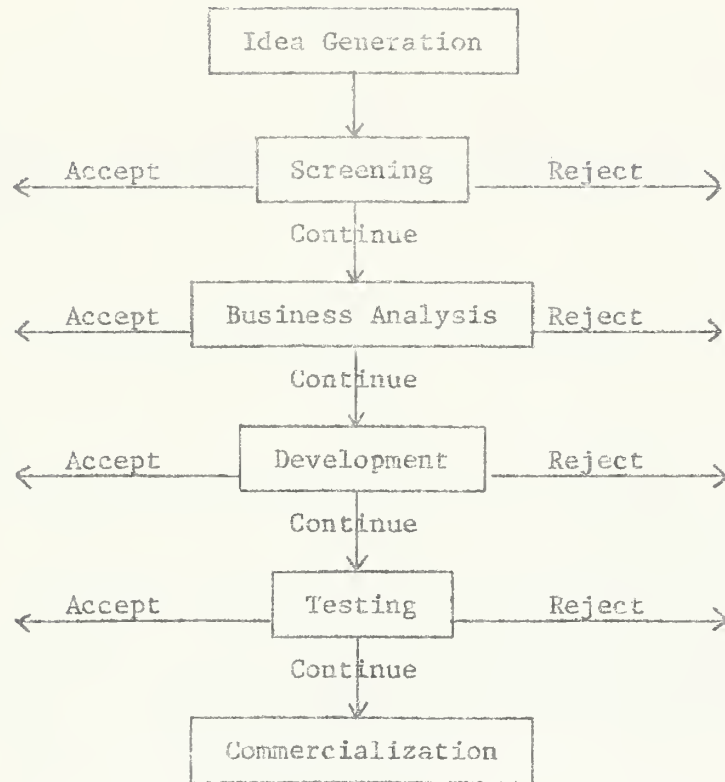 Idea Generation
Accept Screening Reject
Continue
Accept Business Analysis Reject
Continue
Accept Development Reject
Continue
Accept Testing Reject
Continue
Commercialization